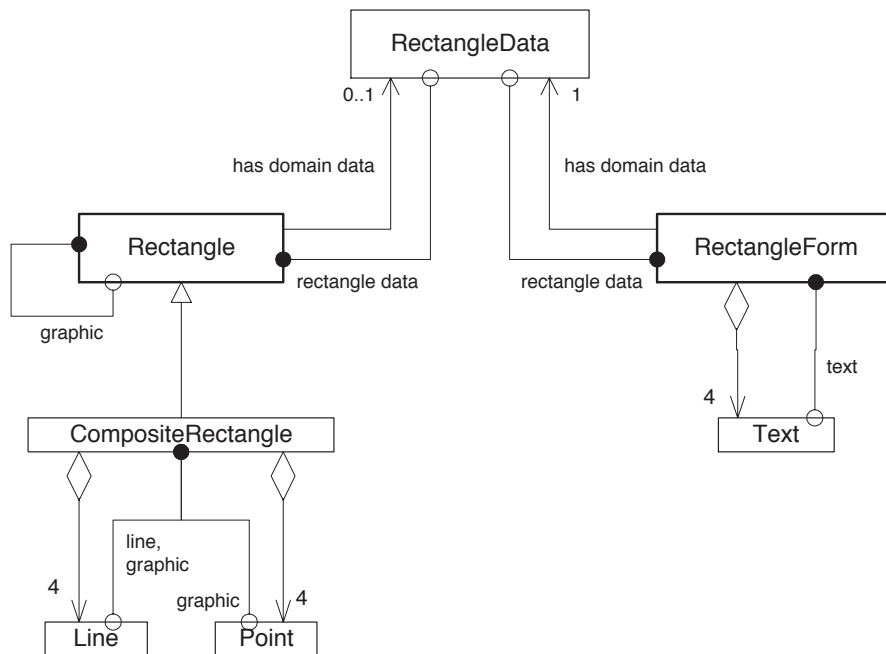 RectangleData
0..1
1
has domain data
has domain data
Rectangle
RectangleForm
rectangle data
rectangle data
graphic
text
4
CompositeRectangle
Text
line,
graphic
4
graphic
4
Line
Point